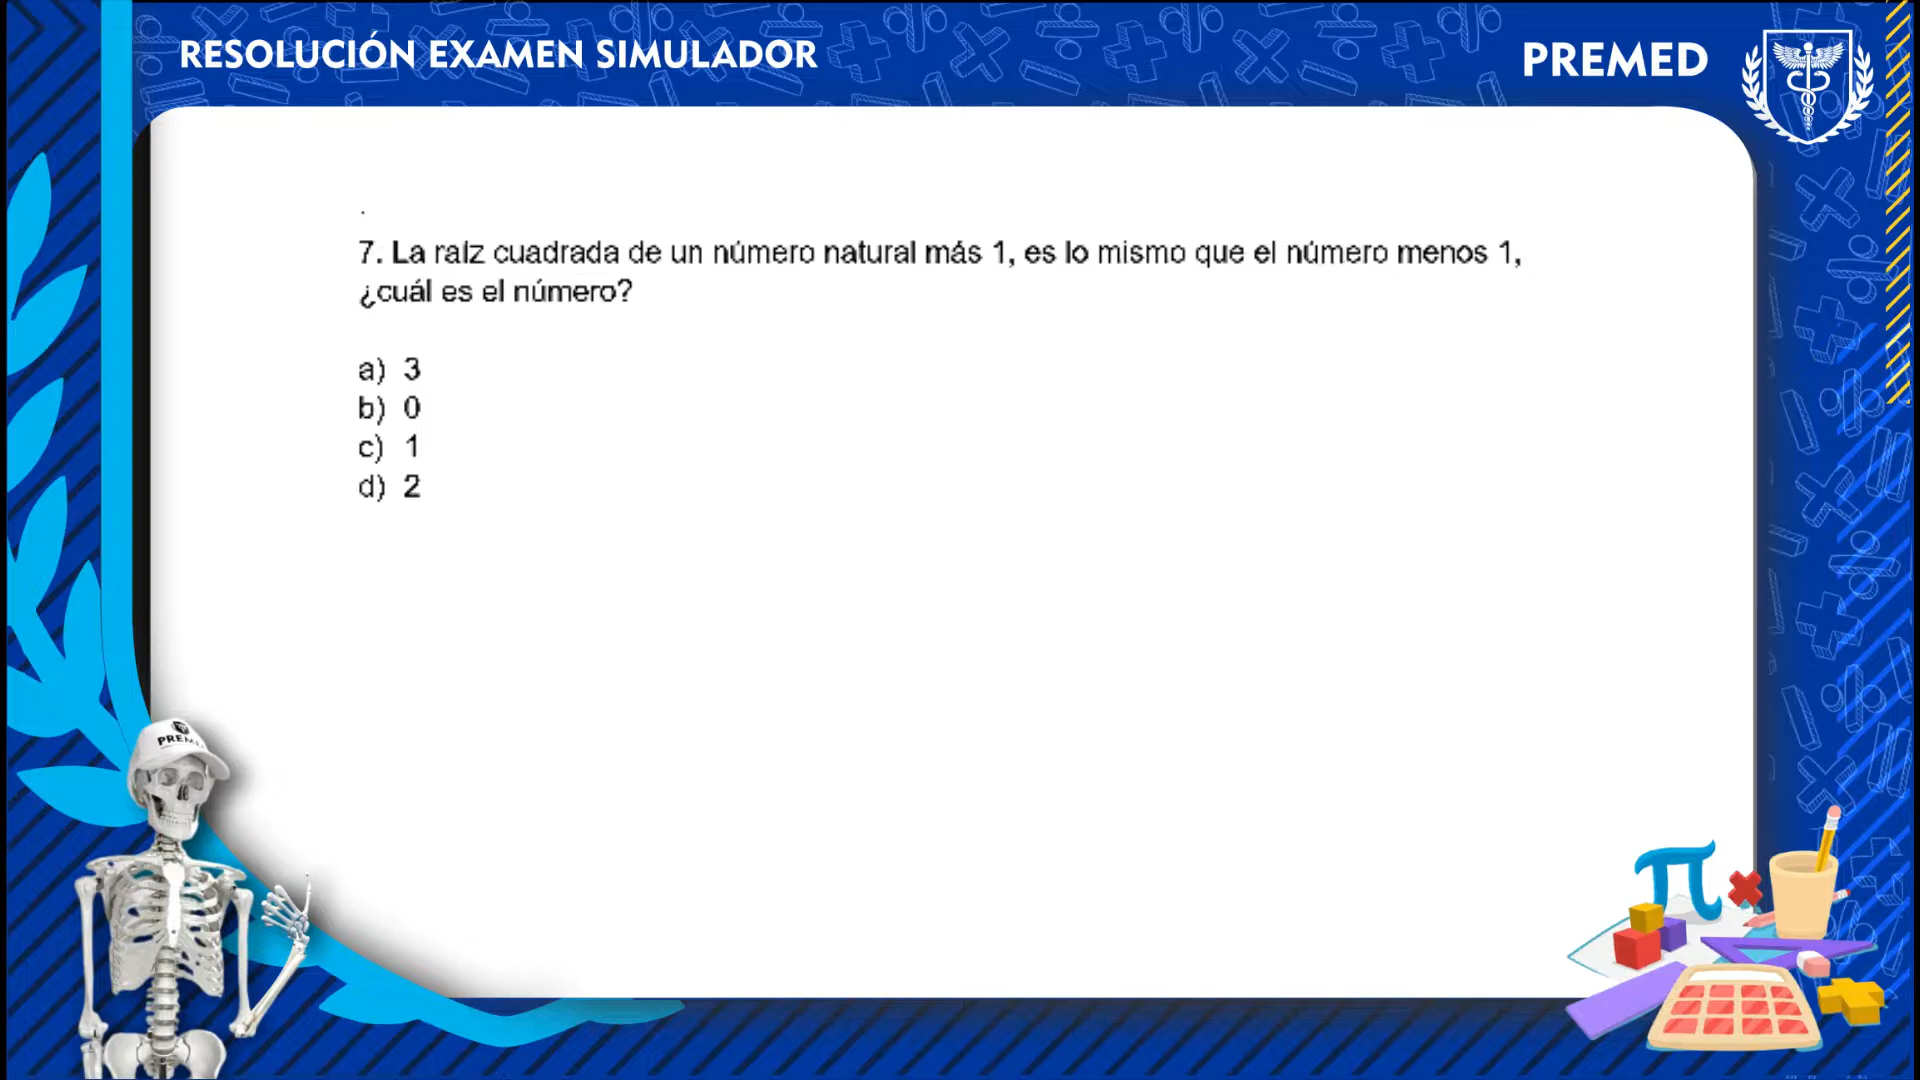 RESOLUCIÓN EXAMEN SIMULADOR
PREMED
7. La raíz cuadrada de un número natural más 1, es lo mismo que el número menos 1,
¿cuál es el número?
a) 3
b) 0
c) 1
d) 2